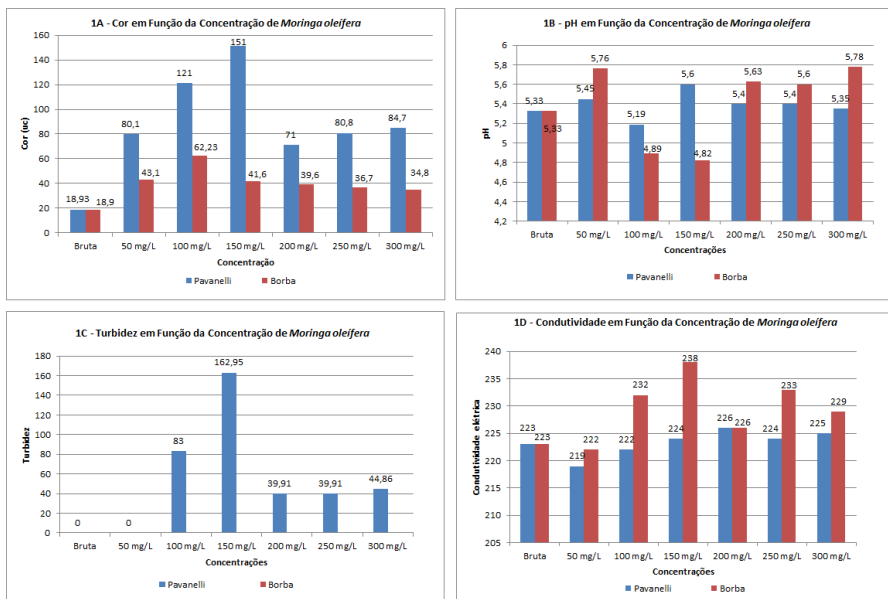 1A - Cor em Função da Concentração de Moringa oleífera
Cor (uc)
160
140
120
100
80
60
40
20
0
18,93
18,9
80,1
43,1
121
62,23
151
41,6
71
39,6
80,8
36,7
84,7
34,8
Bruta
50 mg/L
100 mg/L
150 mg/L
200 mg/L
250 mg/L
300 mg/L
Concentração
Pavanelli
Borba
1B - pH em Função da Concentração de Moringa oleífera
pH
6
5,8
5,6
5,4
5,2
5
4,8
4,6
4,4
4,2
5,33
5,33
5,45
5,76
5,19
4,89
5,6
4,82
5,4
5,63
5,4
5,6
5,35
5,78
Bruta
50 mg/L
100 mg/L
150 mg/L
200 mg/L
250 mg/L
300 mg/L
Concentrações
Pavanelli
Borba
1C - Turbidez em Função da Concentração de Moringa oleífera
Turbidez
180
160
140
120
100
80
60
40
20
0
0
0
83
162,95
39,91
39,91
44,86
Bruta
50 mg/L
100 mg/L
150 mg/L
200 mg/L
250 mg/L
300 mg/L
Concentrações
Pavanelli
Borba
1D - Condutividade em Função da Concentração de Moringa oleífera
Condutividade elétrica
240
235
230
225
220
215
210
205
223
223
219
222
222
232
224
238
226
226
224
233
225
229
Bruta
50 mg/L
100 mg/L
150 mg/L
200 mg/L
250 mg/L
300 mg/L
Concentrações
Pavanelli
Borba